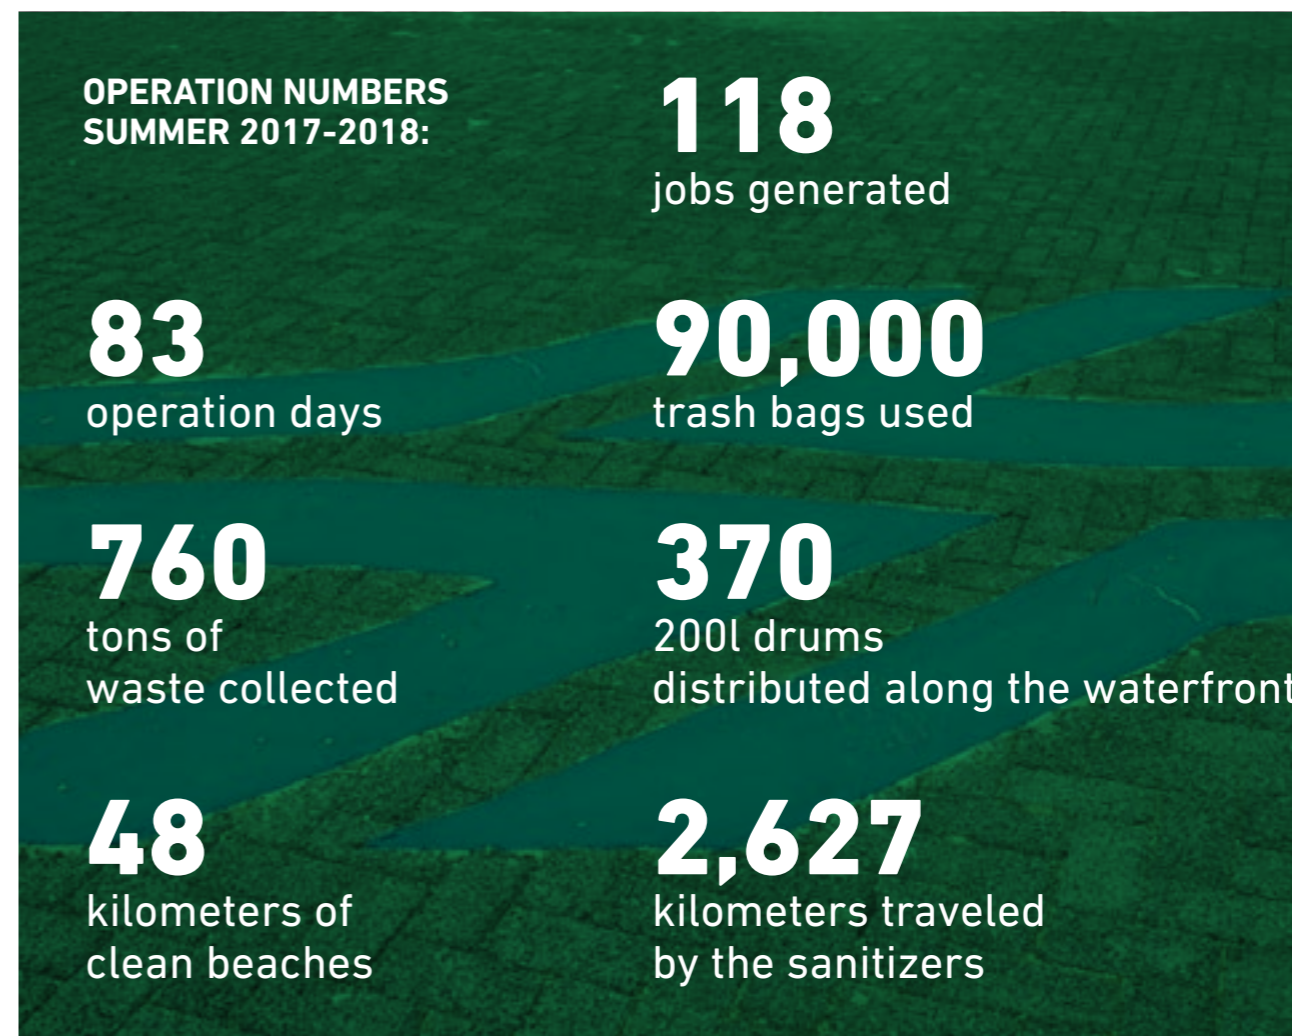 OPERATION NUMBERS
SUMMER 2017-2018:
118
jobs generated
83
operation days
90,000
trash bags used
760
tons of
waste collected
370
200l drums
distributed along the waterfront
48
kilometers of
clean beaches
2,627
kilometers traveled
by the sanitizers